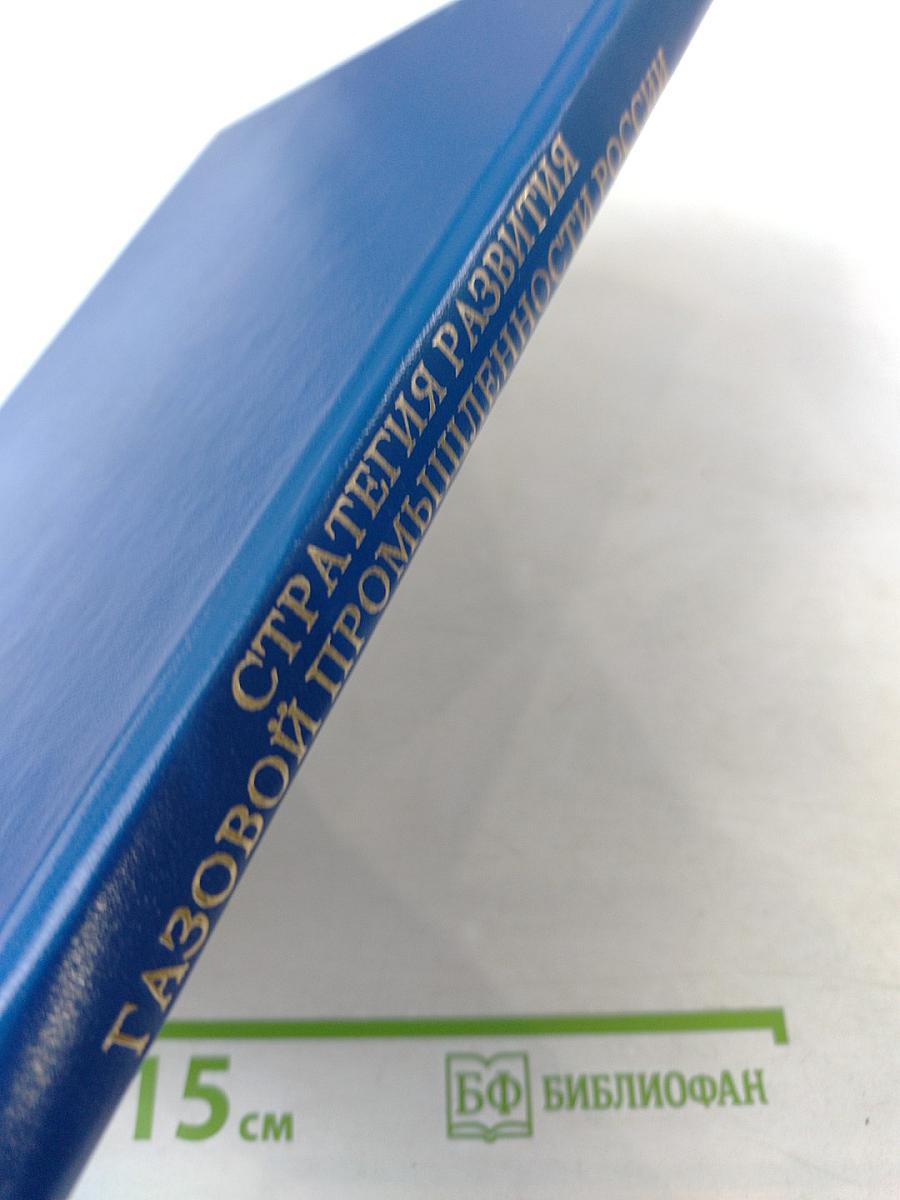 СТРАТЕГИЯ РАЗВИТИЯ
ГАЗОВОЙ ПРОМЫШЛЕННОСТИ РОССИИ
15 см
БФ БИБЛИОФАН